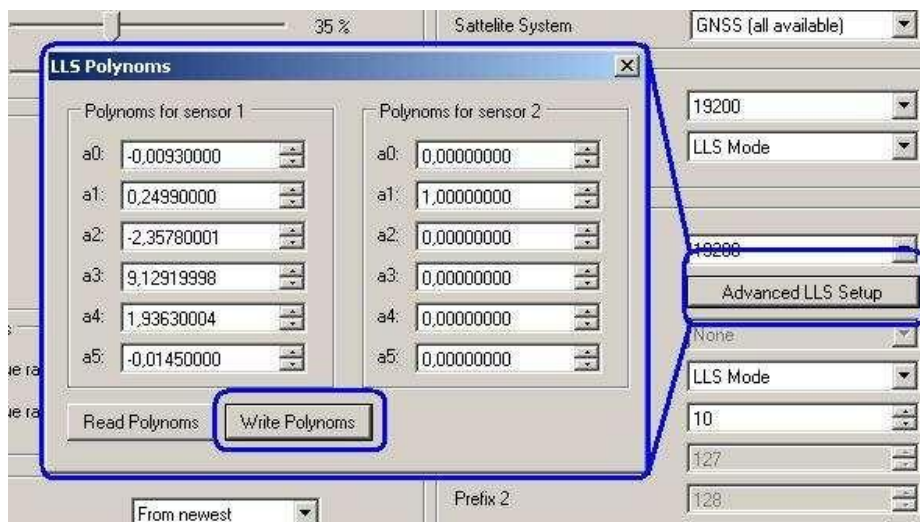 35 %
Sattelite System
GNSS (all available)
LLS Polynoms
Polynoms for sensor 1
a0: -0,00930000
a1: 0,24990000
a2: -2,35780001
a3: 9,12919998
a4: 1,93630004
a5: -0,01450000
Polynoms for sensor 2
a0: 0,00000000
a1: 1,00000000
a2: 0,00000000
a3: 0,00000000
a4: 0,00000000
a5: 0,00000000
Read Polynoms
Write Polynoms
19200
LLS Mode
19200
Advanced LLS Setup
None
LLS Mode
10
127
Prefix 2
128
From newest